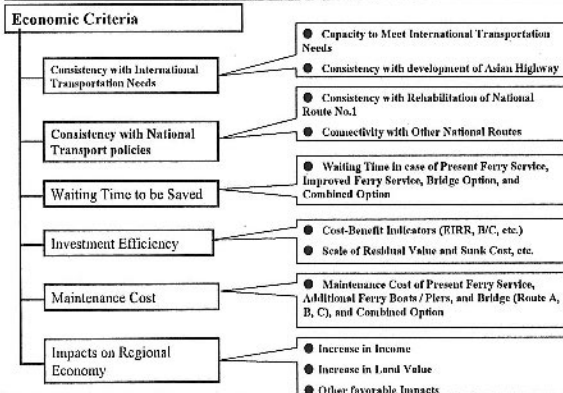 Economic Criteria
Consistency with International
Transportation Needs
● Capacity to Meet International Transportation
Needs
● Consistency with development of Asian Highway
Consistency with National
Transport policies
● Consistency with Rehabilitation of National
Route No.1
● Connectivity with Other National Routes
Waiting Time to be Saved
● Waiting Time in case of Present Ferry Service,
Improved Ferry Service, Bridge Option, and
Combined Option
Investment Efficiency
● Cost-Benefit Indicators (EIRR, B/C, etc.)
● Scale of Residual Value and Sunk Cost, etc.
Maintenance Cost
● Maintenance Cost of Present Ferry Service,
Additional Ferry Boats / Piers, and Bridge (Route A,
B, C), and Combined Option
Impacts on Regional
Economy
● Increase in Income
● Increase in Land Value
● Other favorable Impacts